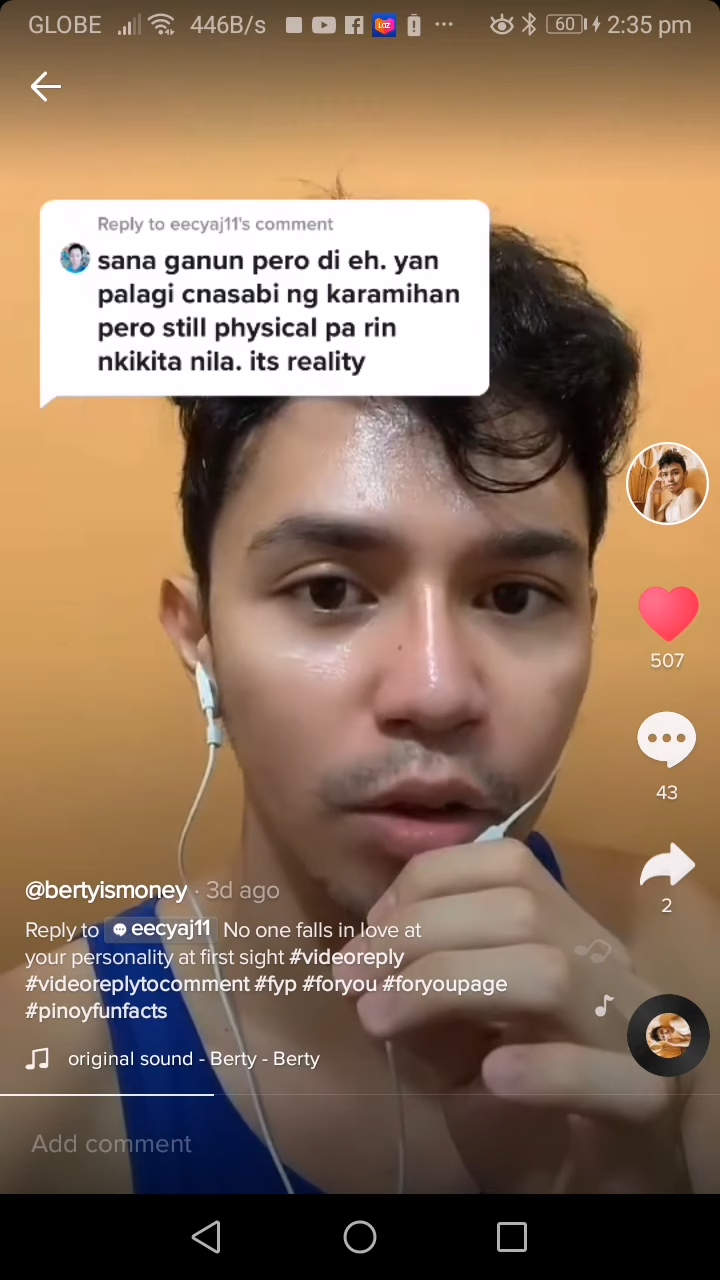 GLOBE 446B/s Laz ... 60 2:35 pm
Reply to eecyaj11's comment
sana ganun pero di eh. yan
palagi cnasabi ng karamihan
pero still physical pa rin
nkikita nila. its reality
507
43
2
@bertyismoney · 3d ago
Reply to eecyaj11 No one falls in love at
your personality at first sight #videoreply
#videoreplytocomment #fyp #foryou #foryoupage
#pinoyfunfacts
original sound - Berty - Berty
Add comment